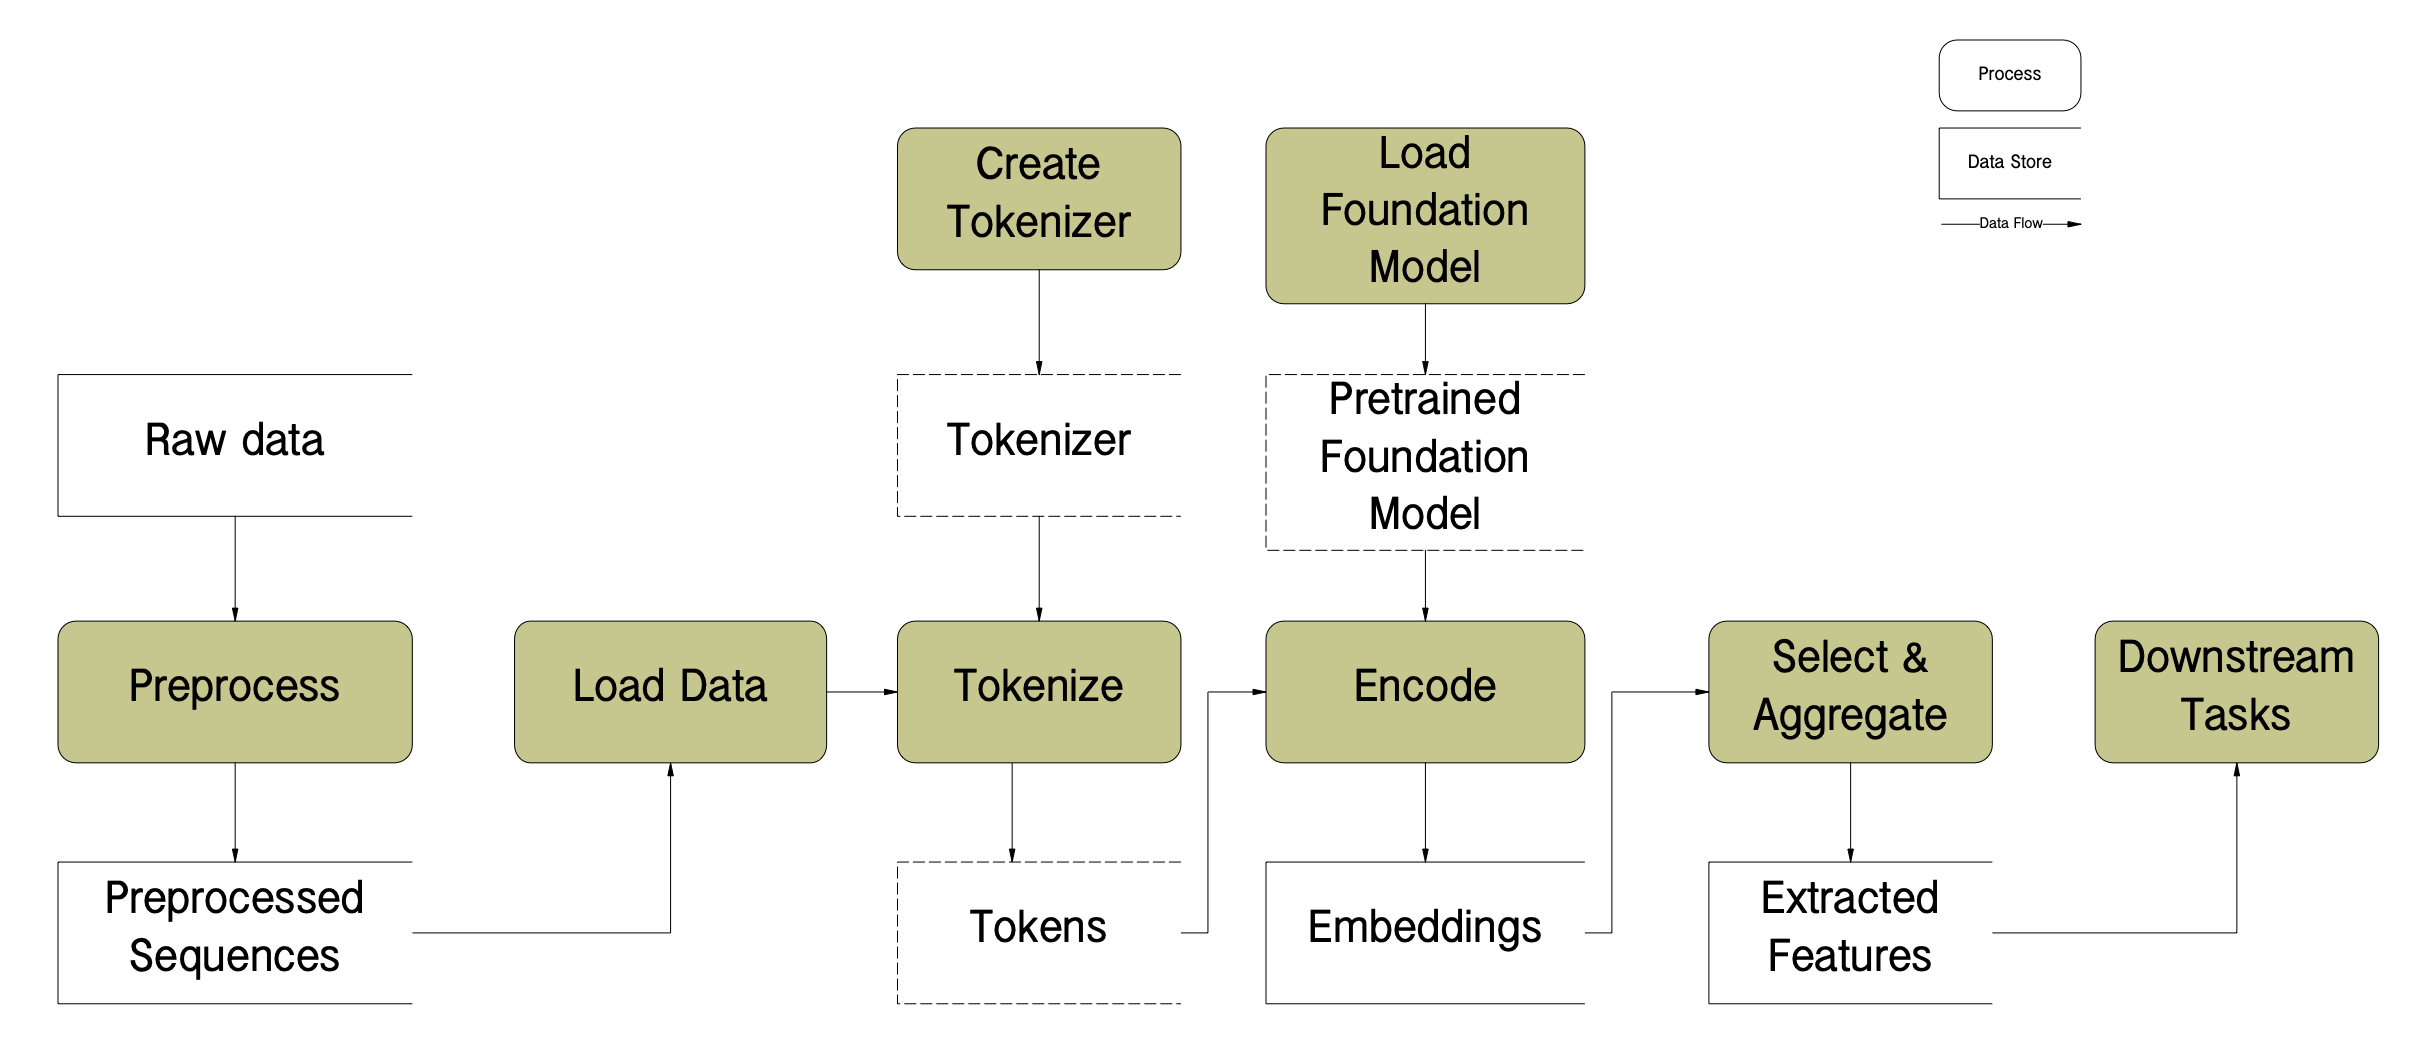 Process
Data Store
Data Flow
Create
Tokenizer
Load
Foundation
Model
Raw data
Tokenizer
Pretrained
Foundation
Model
Preprocess
Load Data
Tokenize
Encode
Select &
Aggregate
Downstream
Tasks
Preprocessed
Sequences
Tokens
Embeddings
Extracted
Features